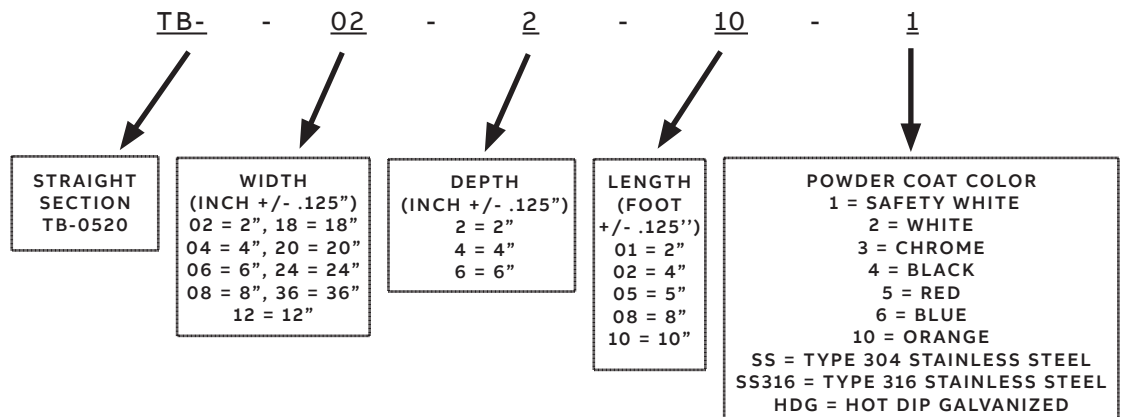 TB- - 02 - 2 - 10 - 1
STRAIGHT
SECTION
TB-0520
WIDTH
(INCH +/- .125”)
02 = 2”, 18 = 18”
04 = 4”, 20 = 20”
06 = 6”, 24 = 24”
08 = 8”, 36 = 36”
12 = 12”
DEPTH
(INCH +/- .125”)
2 = 2”
4 = 4”
6 = 6”
LENGTH
(FOOT
+/- .125’’)
01 = 2”
02 = 4”
05 = 5”
08 = 8”
10 = 10”
POWDER COAT COLOR
1 = SAFETY WHITE
2 = WHITE
3 = CHROME
4 = BLACK
5 = RED
6 = BLUE
10 = ORANGE
SS = TYPE 304 STAINLESS STEEL
SS316 = TYPE 316 STAINLESS STEEL
HDG = HOT DIP GALVANIZED